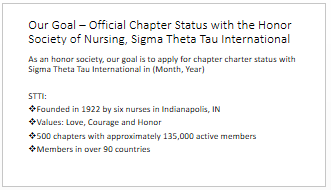 Our Goal – Official Chapter Status with the Honor
Society of Nursing, Sigma Theta Tau International
As an honor society, our goal is to apply for chapter charter status with
Sigma Theta Tau International in (Month, Year)
STTI:
❖Founded in 1922 by six nurses in Indianapolis, IN
❖Values: Love, Courage and Honor
❖500 chapters with approximately 135,000 active members
❖Members in over 90 countries